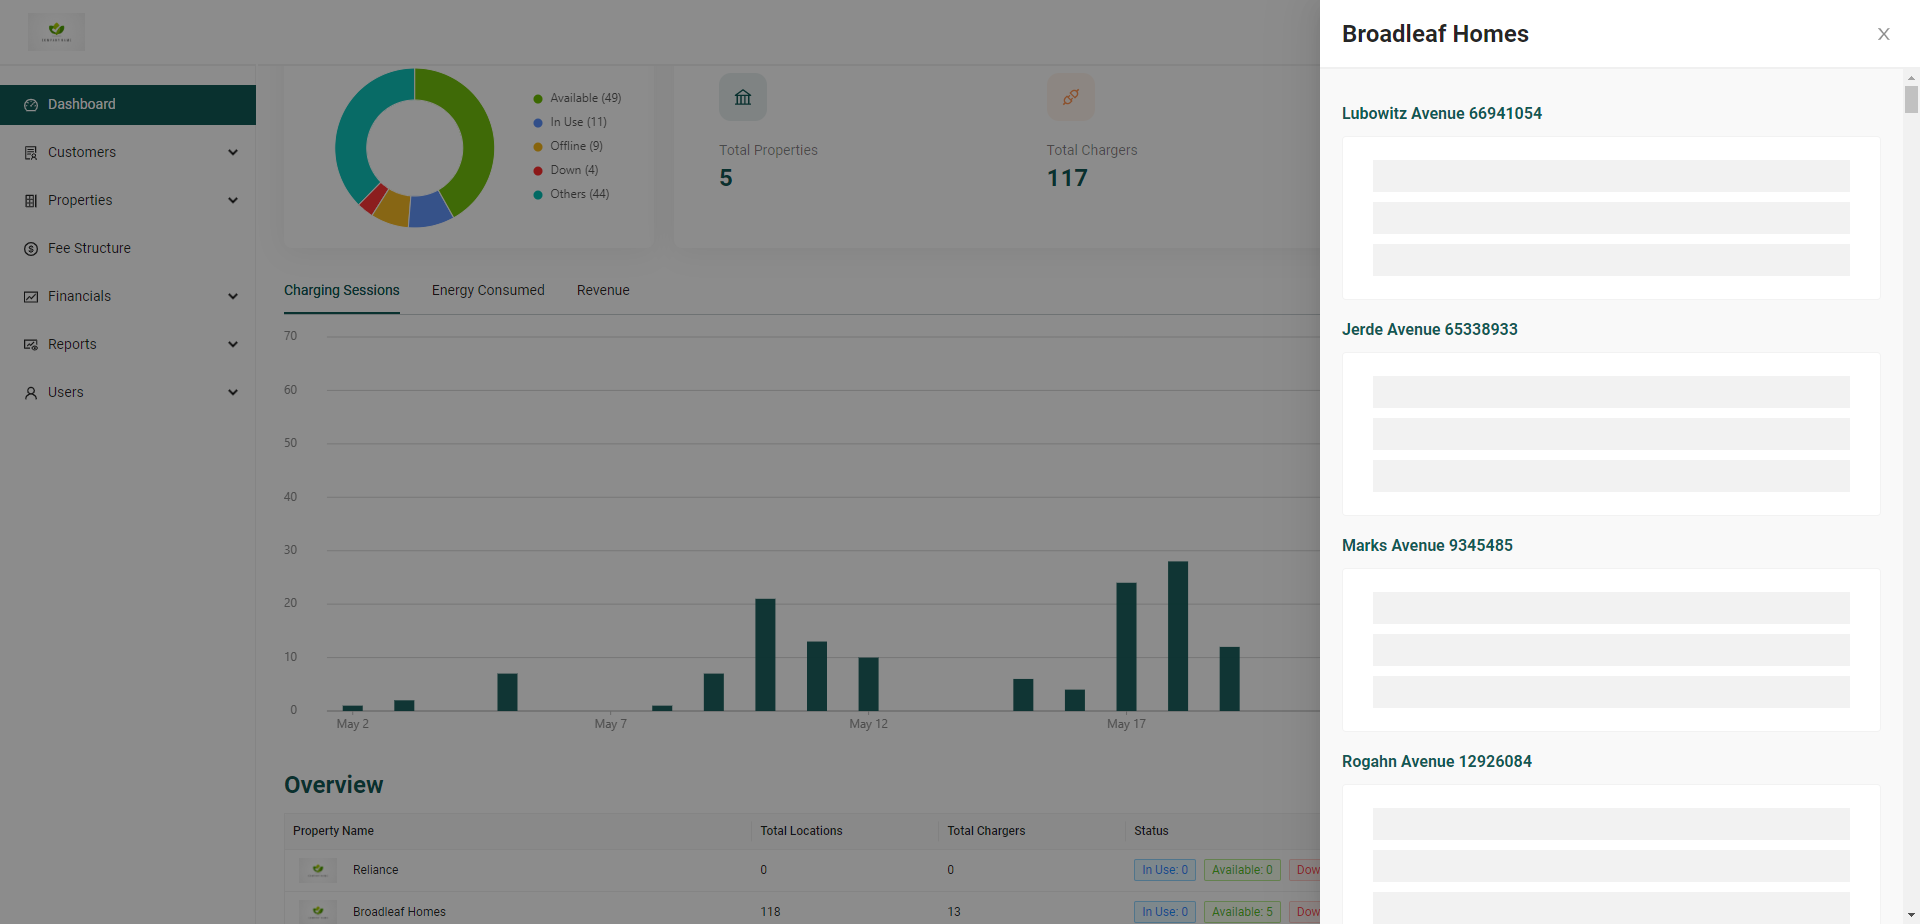 Broadleaf Homes
Dashboard
Customers
Properties
Fee Structure
Financials
Reports
Users
Available (49)
In Use (11)
Offline (9)
Down (4)
Others (44)
Total Properties
5
Total Chargers
117
Charging Sessions Energy Consumed Revenue
70
60
50
40
30
20
10
0
May 2 May 7 May 12 May 17
Overview
Property Name Total Locations Total Chargers Status
Reliance 0 0 In Use: 0 Available: 0 Dow
Broadleaf Homes 118 13 In Use: 0 Available: 5 Dow
Lubowitz Avenue 66941054
Jerde Avenue 65338933
Marks Avenue 9345485
Rogahn Avenue 12926084